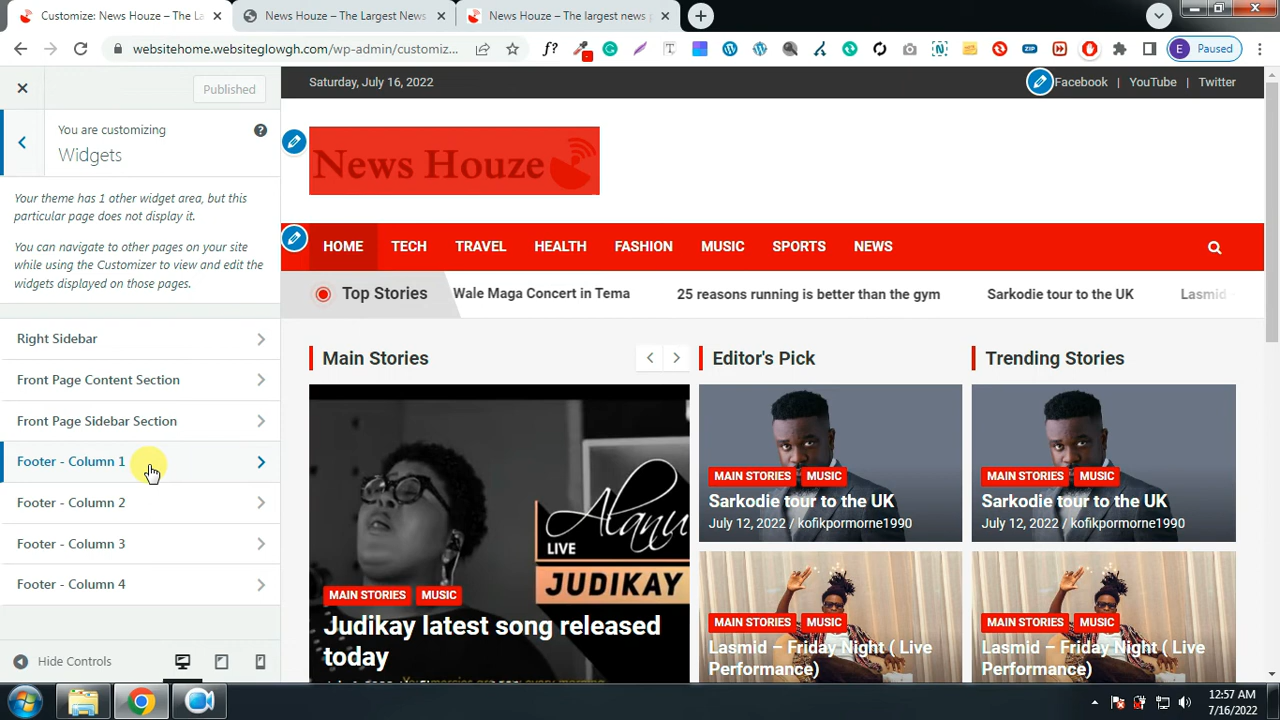 Customize: News Houze – The La
News Houze – The Largest News
News Houze – The largest news
websitehome.websiteglowgh.com/wp-admin/customiz...
f?
T
ZIP
E
Paused
Published
You are customizing
Widgets
Your theme has 1 other widget area, but this
particular page does not display it.
You can navigate to other pages on your site
while using the Customizer to view and edit the
widgets displayed on those pages.
Right Sidebar
Front Page Content Section
Front Page Sidebar Section
Footer - Column 1
Footer - Column 2
Footer - Column 3
Footer - Column 4
Hide Controls
Saturday, July 16, 2022
Facebook | YouTube | Twitter
News Houze
HOME TECH TRAVEL HEALTH FASHION MUSIC SPORTS NEWS
Top Stories
Wale Maga Concert in Tema
25 reasons running is better than the gym
Sarkodie tour to the UK
Lasmid
Main Stories
LIVE
JUDIKAY
MAIN STORIES MUSIC
Judikay latest song released
today
Editor's Pick
MAIN STORIES MUSIC
Sarkodie tour to the UK
July 12, 2022 / kofikpormorne1990
MAIN STORIES MUSIC
Lasmid – Friday Night ( Live
Performance)
Trending Stories
MAIN STORIES MUSIC
Sarkodie tour to the UK
July 12, 2022 / kofikpormorne1990
MAIN STORIES MUSIC
Lasmid – Friday Night ( Live
Performance)
12:57 AM
7/16/2022